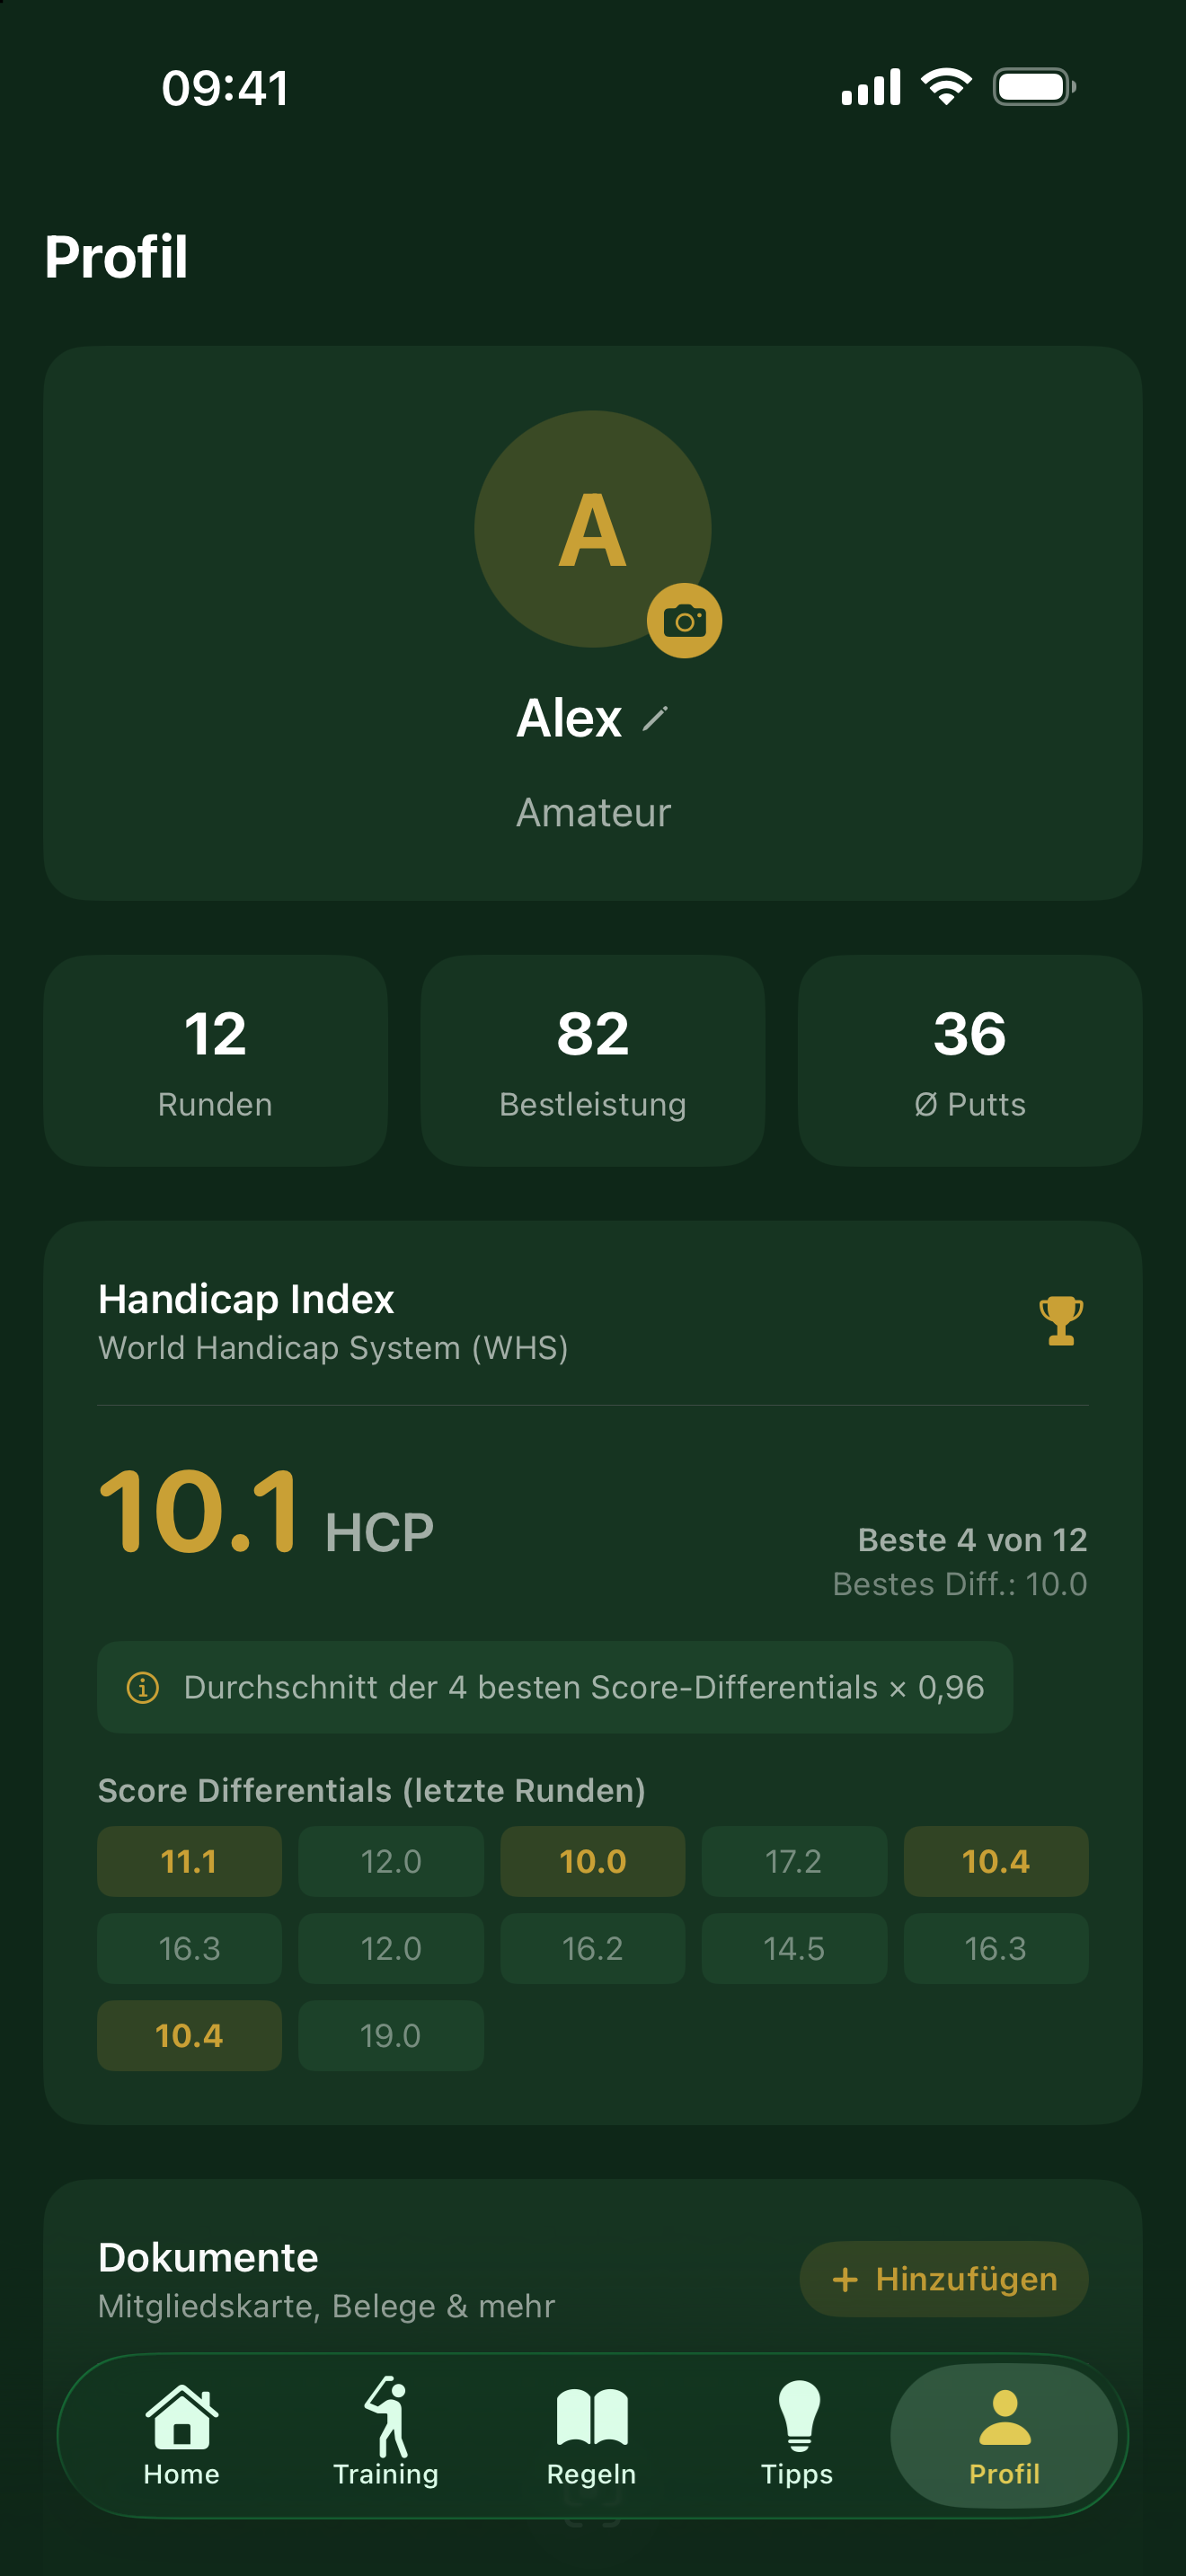 09:41
Profil
A
Alex
Amateur
12
Runden
82
Bestleistung
36
Ø Putts
Handicap Index
World Handicap System (WHS)
10.1 HCP
Beste 4 von 12
Bestes Diff.: 10.0
Durchschnitt der 4 besten Score-Differentials × 0,96
Score Differentials (letzte Runden)
11.1 12.0 10.0 17.2 10.4
16.3 12.0 16.2 14.5 16.3
10.4 19.0
Dokumente
Mitgliedskarte, Belege & mehr
+ Hinzufügen
Home Training Regeln Tipps Profil